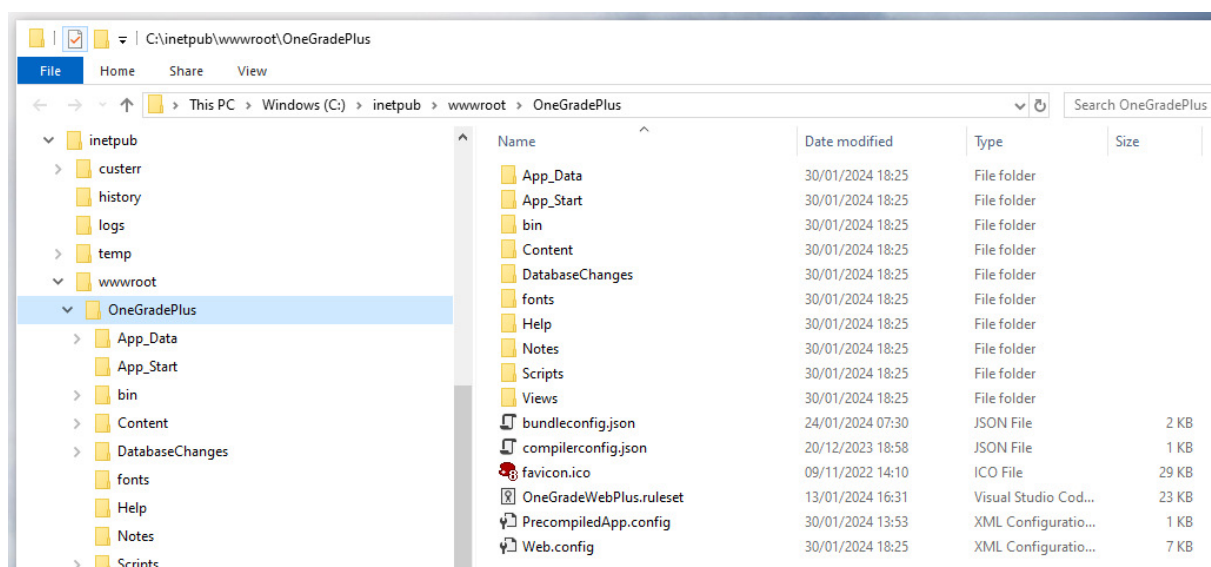 C:\inetpub\wwwroot\OneGradePlus
File Home Share View
This PC > Windows (C:) > inetpub > wwwroot > OneGradePlus Search OneGradePlus
inetpub
custerr
history
logs
temp
wwwroot
OneGradePlus
App_Data
App_Start
bin
Content
DatabaseChanges
fonts
Help
Notes
Scripts
Name Date modified Type Size
App_Data 30/01/2024 18:25 File folder
App_Start 30/01/2024 18:25 File folder
bin 30/01/2024 18:25 File folder
Content 30/01/2024 18:25 File folder
DatabaseChanges 30/01/2024 18:25 File folder
fonts 30/01/2024 18:25 File folder
Help 30/01/2024 18:25 File folder
Notes 30/01/2024 18:25 File folder
Scripts 30/01/2024 18:25 File folder
Views 30/01/2024 18:25 File folder
bundleconfig.json 24/01/2024 07:30 JSON File 2 KB
compilerconfig.json 20/12/2023 18:58 JSON File 1 KB
favicon.ico 09/11/2022 14:10 ICO File 29 KB
OneGradeWebPlus.ruleset 13/01/2024 16:31 Visual Studio Cod... 23 KB
PrecompiledApp.config 30/01/2024 13:53 XML Configuratio... 1 KB
Web.config 30/01/2024 18:25 XML Configuratio... 7 KB